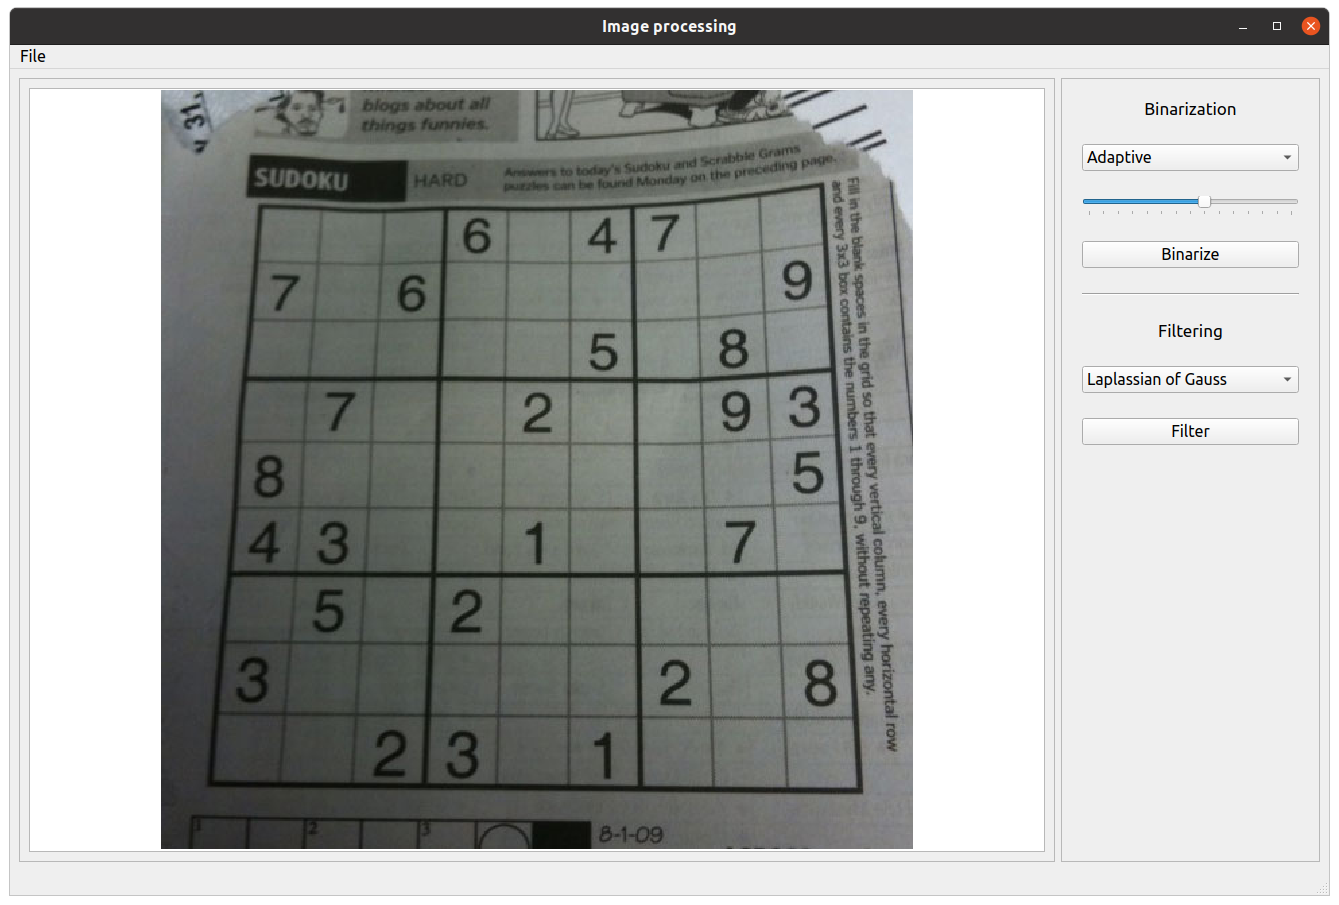 Image processing
File
31,
blogs about all
things funnies.
SUDOKU HARD
Answers to today's Sudoku and Scrabble Grams
puzzles can be found Monday on the preceding page.
Fill in the blank spaces in the grid so that every vertical column, every horizontal row
and every 3x3 box contains the numbers 1 through 9, without repeating any.
6 4 7
7 6 9
5 8
7 2 9 3
8 5
4 3 1 7
5 2
3 2 8
2 3 1
1 2 3
8-1-09
Binarization
Adaptive
Binarize
Filtering
Laplassian of Gauss
Filter